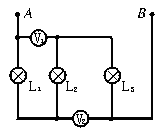 A B
V₁
L₁ L₂ L₃
V₂